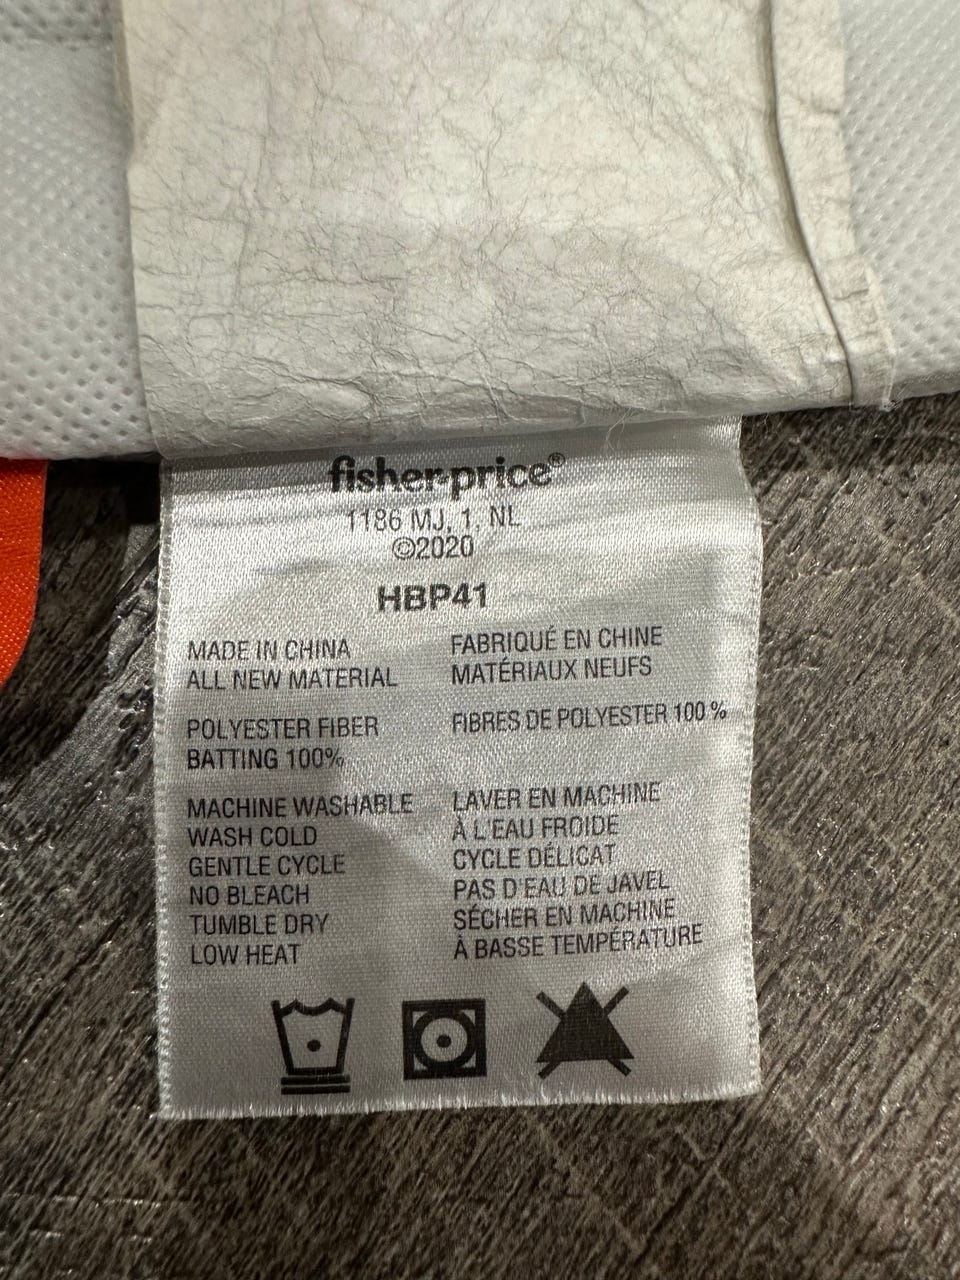 fisher-price®
1186 MJ, 1, NL
©2020
HBP41
MADE IN CHINA
ALL NEW MATERIAL
POLYESTER FIBER
BATTING 100%
MACHINE WASHABLE
WASH COLD
GENTLE CYCLE
NO BLEACH
TUMBLE DRY
LOW HEAT
FABRIQUÉ EN CHINE
MATÉRIAUX NEUFS
FIBRES DE POLYESTER 100 %
LAVER EN MACHINE
À L'EAU FROIDE
CYCLE DÉLICAT
PAS D'EAU DE JAVEL
SÉCHER EN MACHINE
À BASSE TEMPÉRATURE